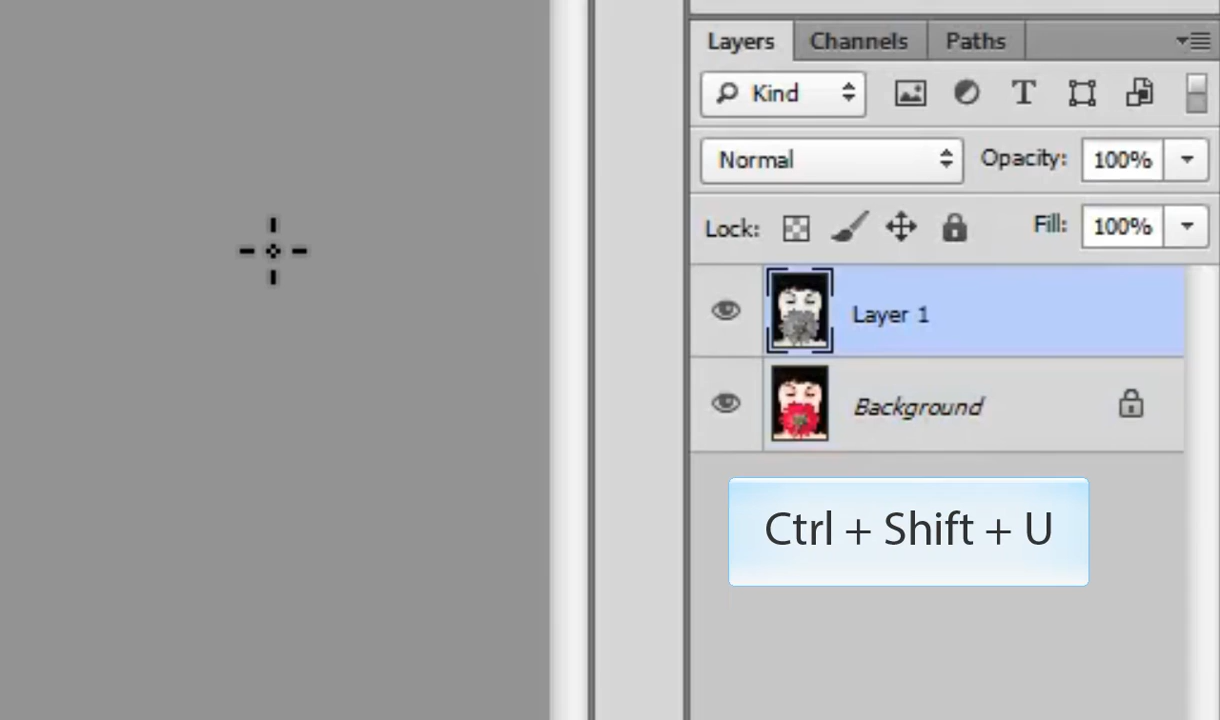 Layers Channels Paths
Kind T
Normal Opacity: 100%
Lock: Fill: 100%
Layer 1
Background
Ctrl + Shift + U